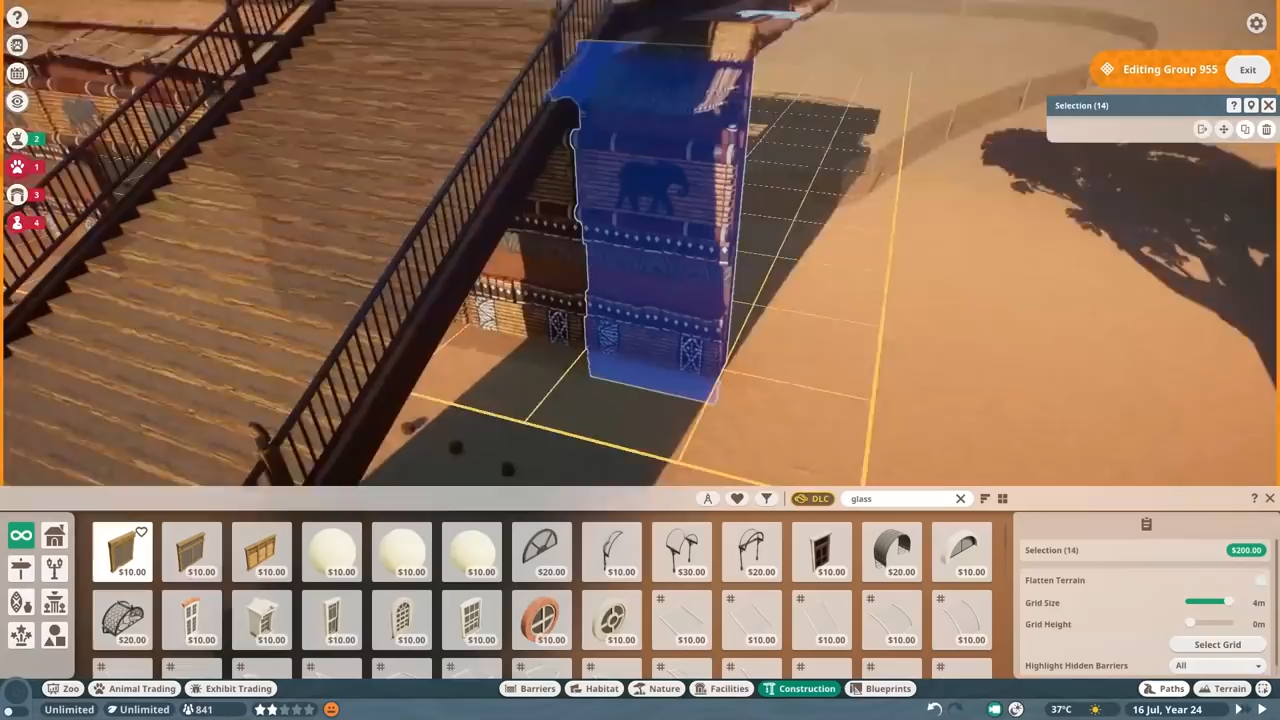 ?
Editing Group 955 Exit
Selection (14) ?
2
1
3
4
DLC glass ?
$10.00 $10.00 $10.00 $10.00 $10.00 $10.00 $20.00 $10.00 $30.00 $20.00 $10.00 $20.00 $10.00
$20.00 $10.00 $10.00 $10.00 $10.00 $10.00 $10.00 $10.00 $10.00 $10.00 $10.00 $10.00 $10.00
Selection (14) $200.00
Flatten Terrain
Grid Size 4m
Grid Height 0m
Select Grid
Highlight Hidden Barriers All
Zoo Animal Trading Exhibit Trading Barriers Habitat Nature Facilities Construction Blueprints Paths Terrain
Unlimited Unlimited 841 37°C 16 Jul, Year 24